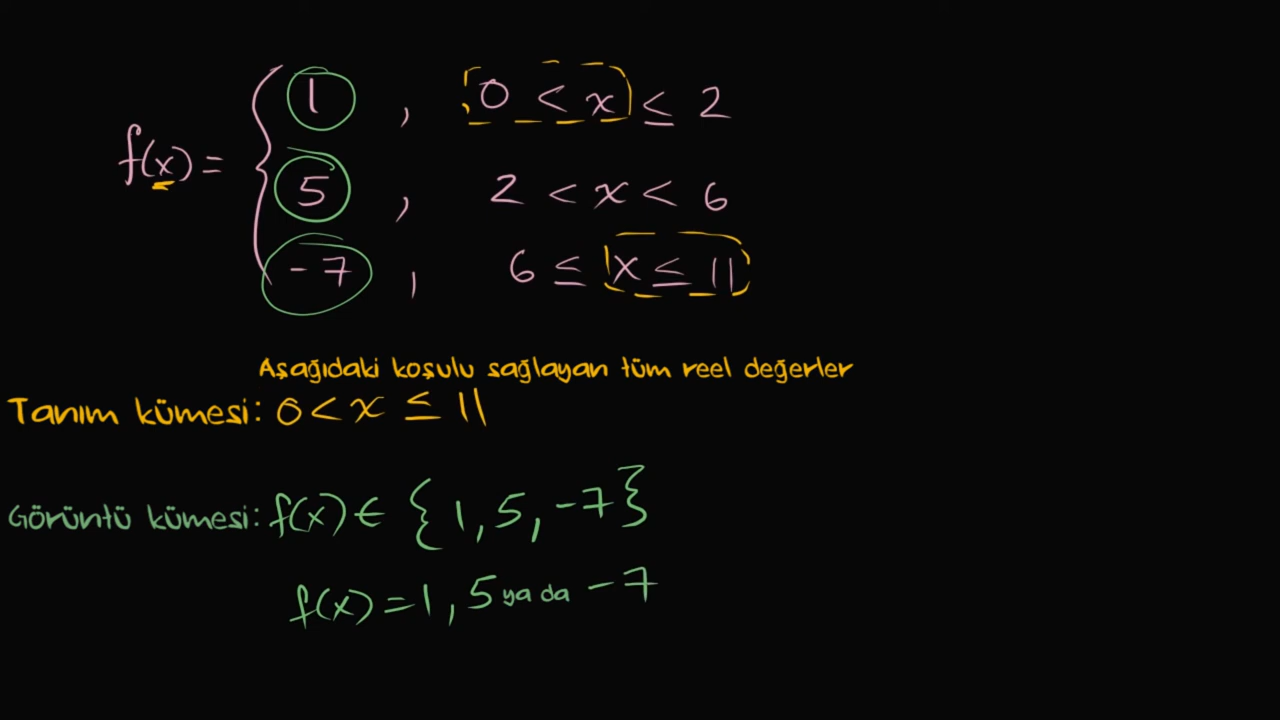 1 , 0 < x ≤ 2
f(x) = { 5 , 2 < x < 6
-7 , 6 ≤ x ≤ 11
Aşağıdaki koşulu sağlayan tüm reel değerler
Tanım kümesi: 0 < x ≤ 11
Görüntü kümesi: f(x) ∈ {1, 5, -7}
f(x) = 1, 5 ya da -7